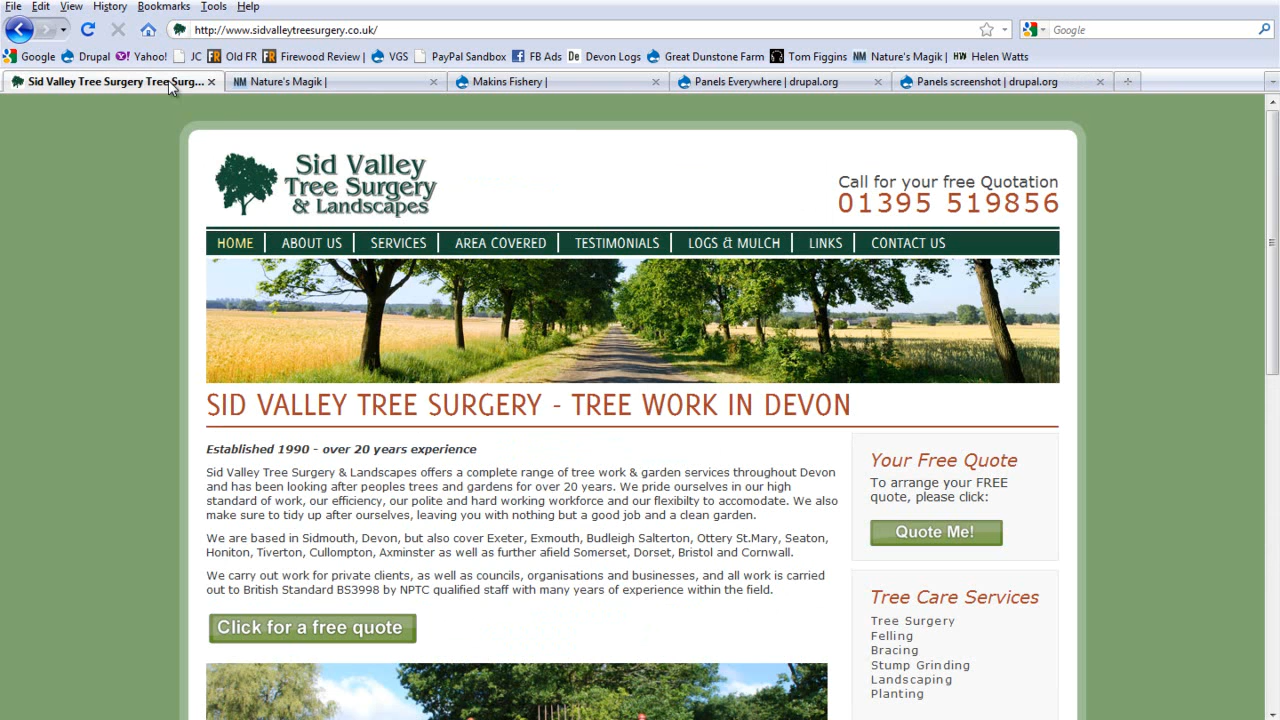 File Edit View History Bookmarks Tools Help
http://www.sidvalleytreesurgery.co.uk/ Google
Google Drupal Yahoo! JC Old FR Firewood Review | VGS PayPal Sandbox FB Ads Devon Logs Great Dunstone Farm Tom Figgins Nature's Magik Helen Watts
Sid Valley Tree Surgery Tree Surg... Nature's Magik | Makins Fishery | Panels Everywhere | drupal.org Panels screenshot | drupal.org
Sid Valley
Tree Surgery
& Landscapes
Call for your free Quotation
01395 519856
HOME ABOUT US SERVICES AREA COVERED TESTIMONIALS LOGS & MULCH LINKS CONTACT US
SID VALLEY TREE SURGERY - TREE WORK IN DEVON
Established 1990 - over 20 years experience
Sid Valley Tree Surgery & Landscapes offers a complete range of tree work & garden services throughout Devon
and has been looking after peoples trees and gardens for over 20 years. We pride ourselves in our high
standard of work, our efficiency, our polite and hard working workforce and our flexibilty to accomodate. We also
make sure to tidy up after ourselves, leaving you with nothing but a good job and a clean garden.
We are based in Sidmouth, Devon, but also cover Exeter, Exmouth, Budleigh Salterton, Ottery St.Mary, Seaton,
Honiton, Tiverton, Cullompton, Axminster as well as further afield Somerset, Dorset, Bristol and Cornwall.
We carry out work for private clients, as well as councils, organisations and businesses, and all work is carried
out to British Standard BS3998 by NPTC qualified staff with many years of experience within the field.
Click for a free quote
Your Free Quote
To arrange your FREE
quote, please click:
Quote Me!
Tree Care Services
Tree Surgery
Felling
Bracing
Stump Grinding
Landscaping
Planting